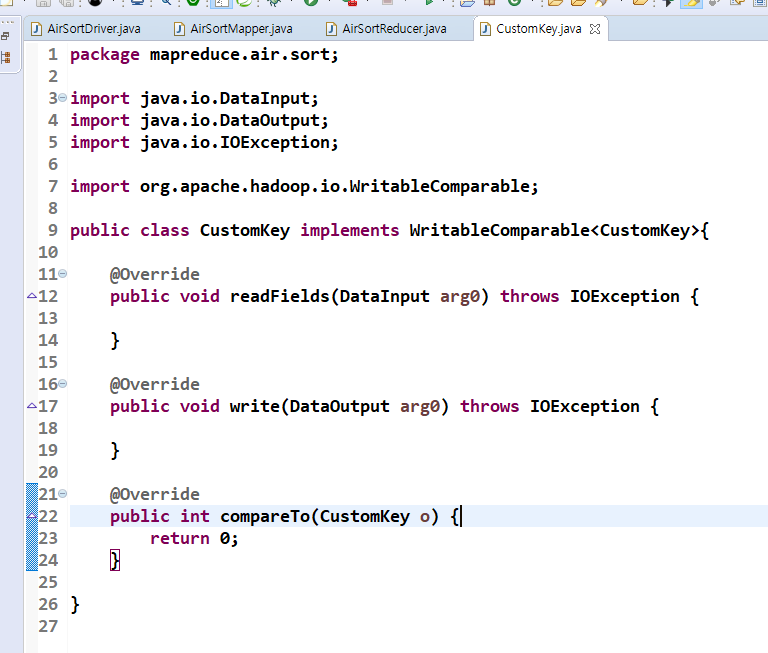 AirSortDriver.java AirSortMapper.java AirSortReducer.java CustomKey.java
1 package mapreduce.air.sort;
2
3 import java.io.DataInput;
4 import java.io.DataOutput;
5 import java.io.IOException;
6
7 import org.apache.hadoop.io.WritableComparable;
8
9 public class CustomKey implements WritableComparable<CustomKey>{
10
11 @Override
12 public void readFields(DataInput arg0) throws IOException {
13
14 }
15
16 @Override
17 public void write(DataOutput arg0) throws IOException {
18
19 }
20
21 @Override
22 public int compareTo(CustomKey o) {
23 return 0;
24 }
25
26 }
27